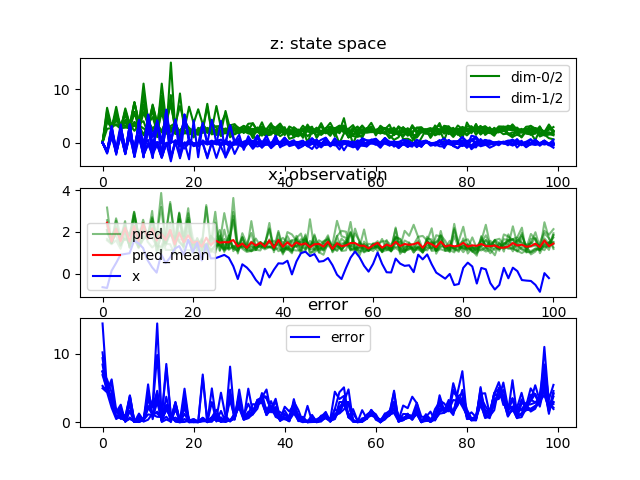 z: state space
10
0
dim-0/2
dim-1/2
0 20 40 60 80 100
x: observation
4
2
0
pred
pred_mean
x
0 20 40 60 80 100
error
10
0
error
0 20 40 60 80 100